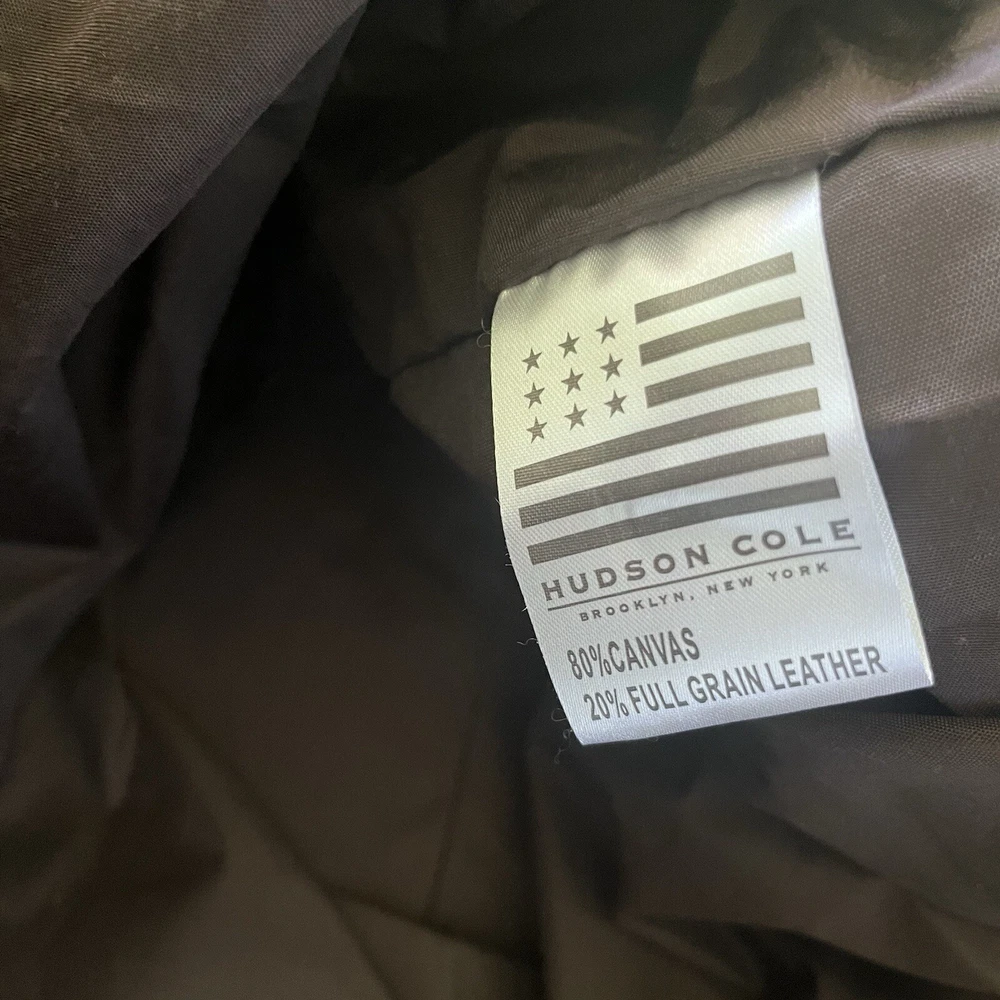 HUDSON COLE
BROOKLYN, NEW YORK
80%CANVAS
20%FULL GRAIN LEATHER